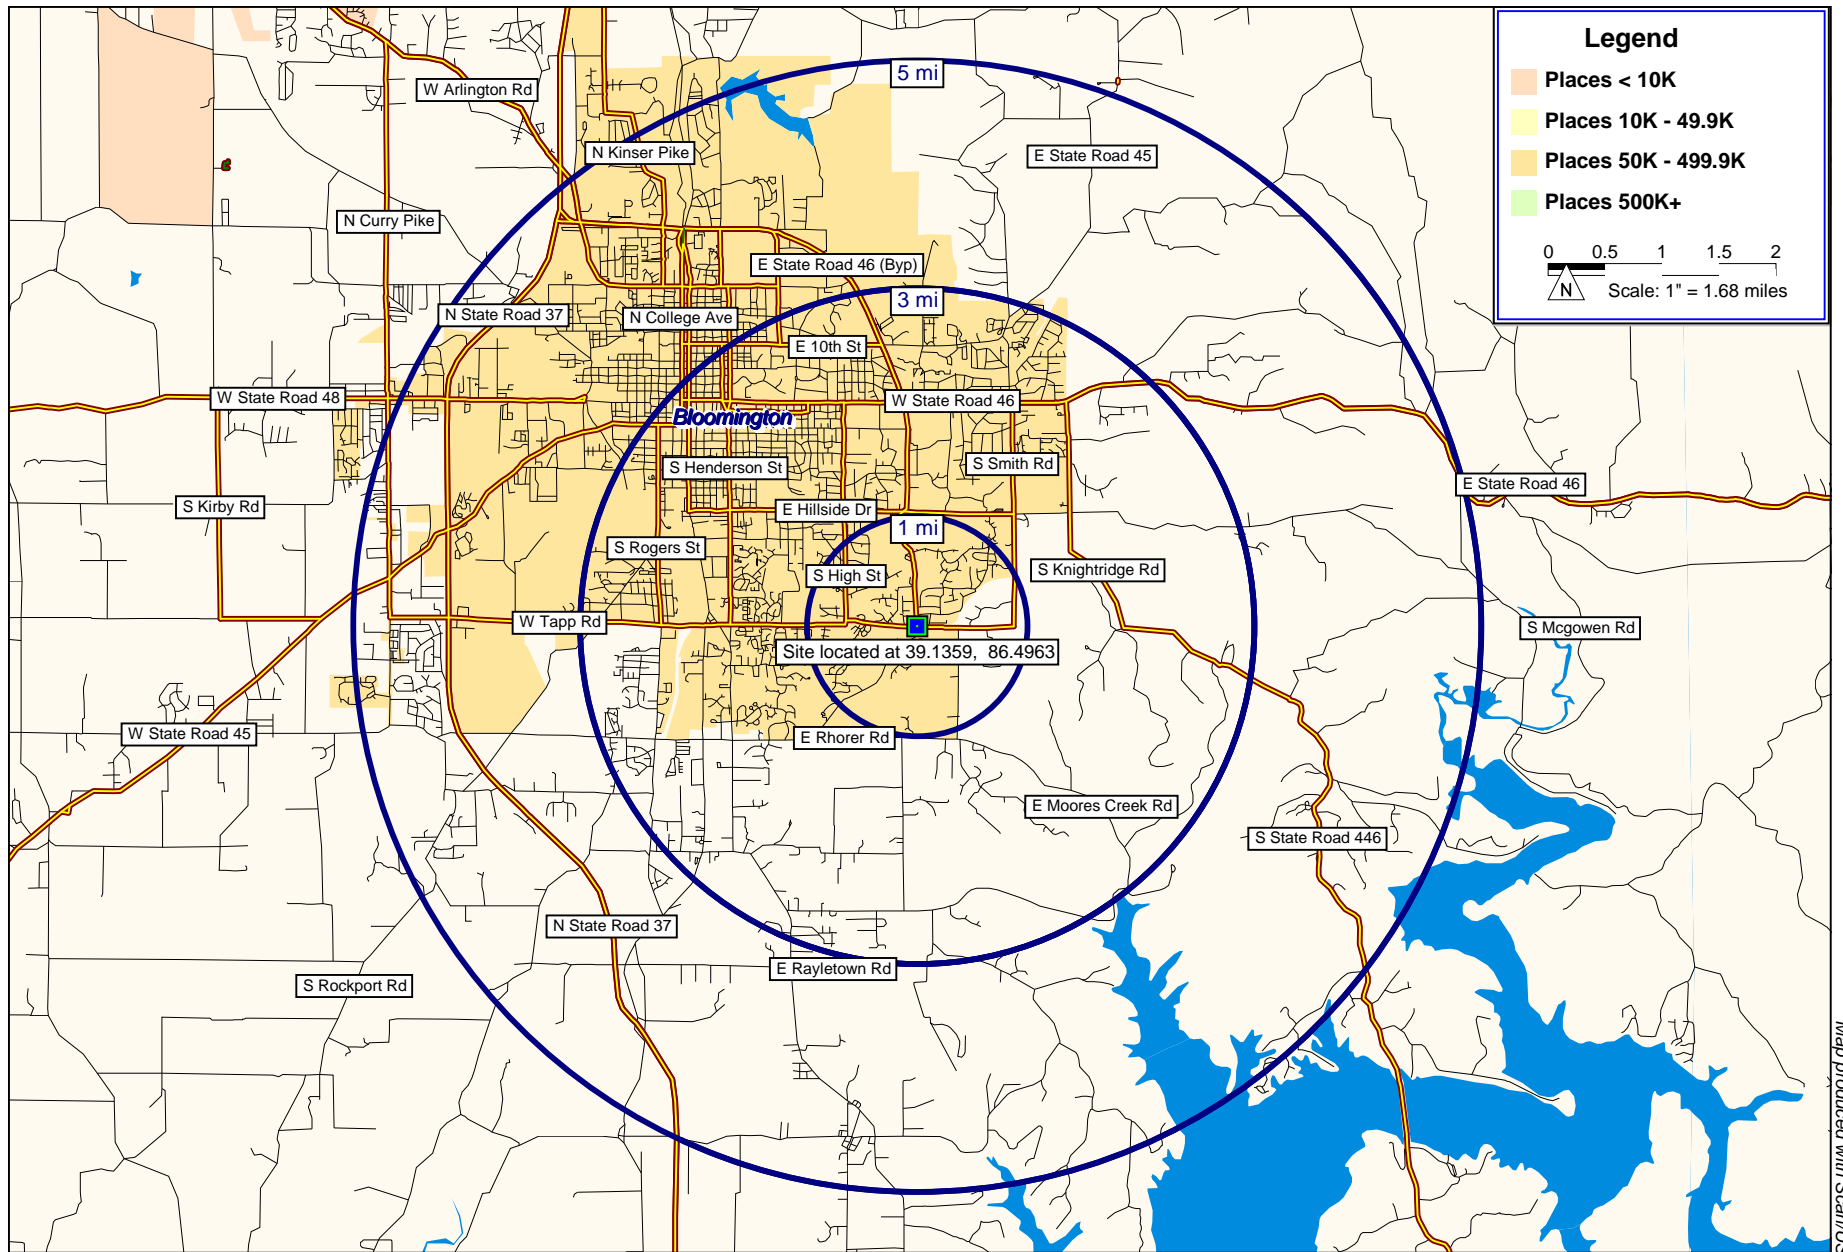 5 mi
Legend
Places < 10K
W Arlington Rd
Places 10K - 49.9K
N Kinser Pike
E State Road 45
Places 50K - 499.9K
Places 500K+
N Curry Pike
0 0.5 1 1.5 2
E State Road 46 (Byp)
N Scale: 1" = 1.68 miles
3 mi
N State Road 37
N College Ave
E 10th St
W State Road 48
W State Road 46
Bloomington
S Henderson St
S Smith Rd
E State Road 46
S Kirby Rd
E Hillside Dr
1 mi
S Rogers St
S High St
S Knightridge Rd
W Tapp Rd
S Mcgowen Rd
Site located at 39.1359, 86.4963
W State Road 45
E Rhorer Rd
E Moores Creek Rd
S State Road 446
N State Road 37
E Rayletown Rd
S Rockport Rd
Map produced with Scan/US